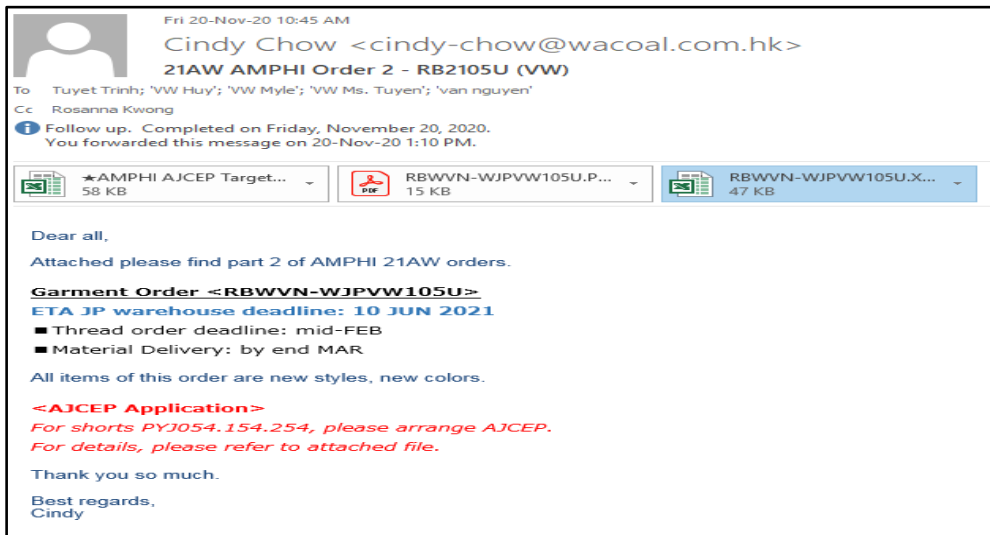 Fri 20-Nov-20 10:45 AM
Cindy Chow <cindy-chow@wacoal.com.hk>
21AW AMPHI Order 2 - RB2105U (VW)
To Tuyet Trinh; 'VW Huy'; 'VW Myle'; 'VW Ms. Tuyen'; 'van nguyen'
Cc Rosanna Kwong
Follow up. Completed on Friday, November 20, 2020.
You forwarded this message on 20-Nov-20 1:10 PM.
★AMPHI AJCEP Target...
58 KB
RBWVN-WJPVW105U.P...
15 KB
RBWVN-WJPVW105U.X...
47 KB
Dear all,
Attached please find part 2 of AMPHI 21AW orders.
Garment Order <RBWVN-WJPVW105U>
ETA JP warehouse deadline: 10 JUN 2021
■Thread order deadline: mid-FEB
■Material Delivery: by end MAR
All items of this order are new styles, new colors.
<AJCEP Application>
For shorts PYJ054.154.254, please arrange AJCEP.
For details, please refer to attached file.
Thank you so much.
Best regards,
Cindy